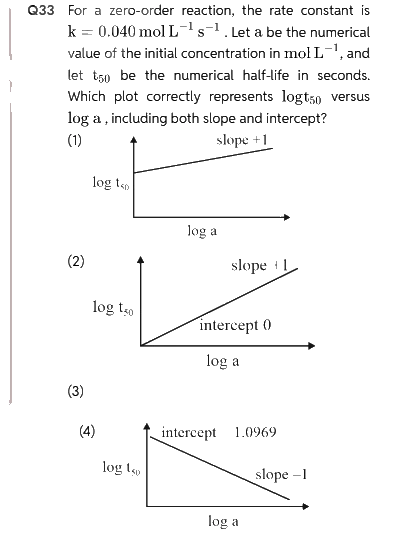 Q33 For a zero-order reaction, the rate constant is
k = 0.040 mol L⁻¹ s⁻¹. Let a be the numerical
value of the initial concentration in mol L⁻¹, and
let t₅₀ be the numerical half-life in seconds.
Which plot correctly represents logt₅₀ versus
log a , including both slope and intercept?
(1)
slope +1
log t₅₀
log a
(2)
slope +1
log t₅₀
intercept 0
log a
(3)
(4)
intercept 1.0969
log t₅₀
slope −1
log a